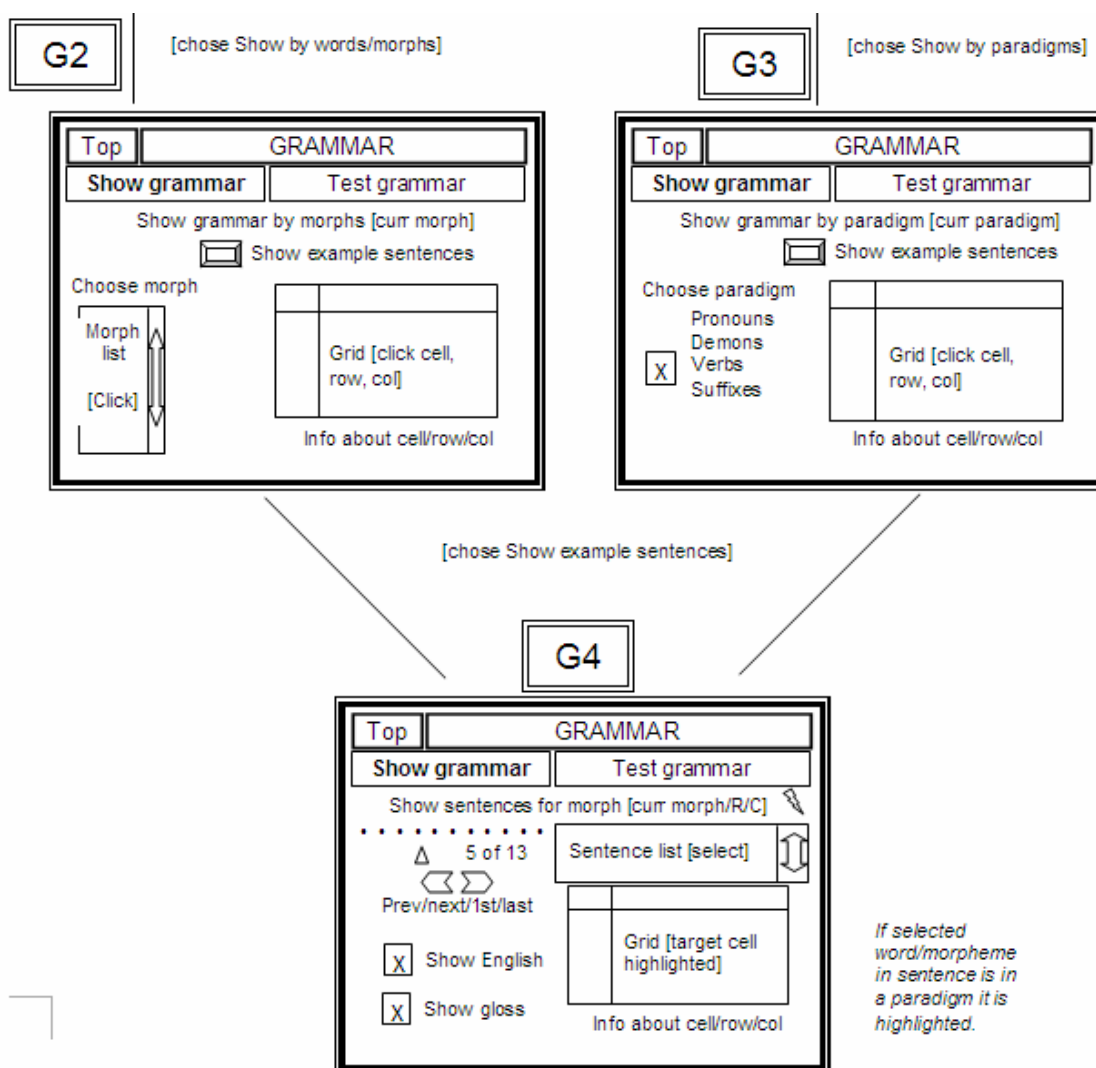 G2
[chose Show by words/morphs]
Top
GRAMMAR
Show grammar
Test grammar
Show grammar by morphs [curr morph]
Show example sentences
Choose morph
Morph
list
[Click]
Grid [click cell,
row, col]
Info about cell/row/col
G3
[chose Show by paradigms]
Top
GRAMMAR
Show grammar
Test grammar
Show grammar by paradigm [curr paradigm]
Show example sentences
Choose paradigm
Pronouns
Demons
X
Verbs
Suffixes
Grid [click cell,
row, col]
Info about cell/row/col
[chose Show example sentences]
G4
Top
GRAMMAR
Show grammar
Test grammar
Show sentences for morph [curr morph/R/C]
5 of 13
Prev/next/1st/last
X Show English
X Show gloss
Sentence list [select]
Grid [target cell
highlighted]
Info about cell/row/col
If selected
word/morpheme
in sentence is in
a paradigm it is
highlighted.